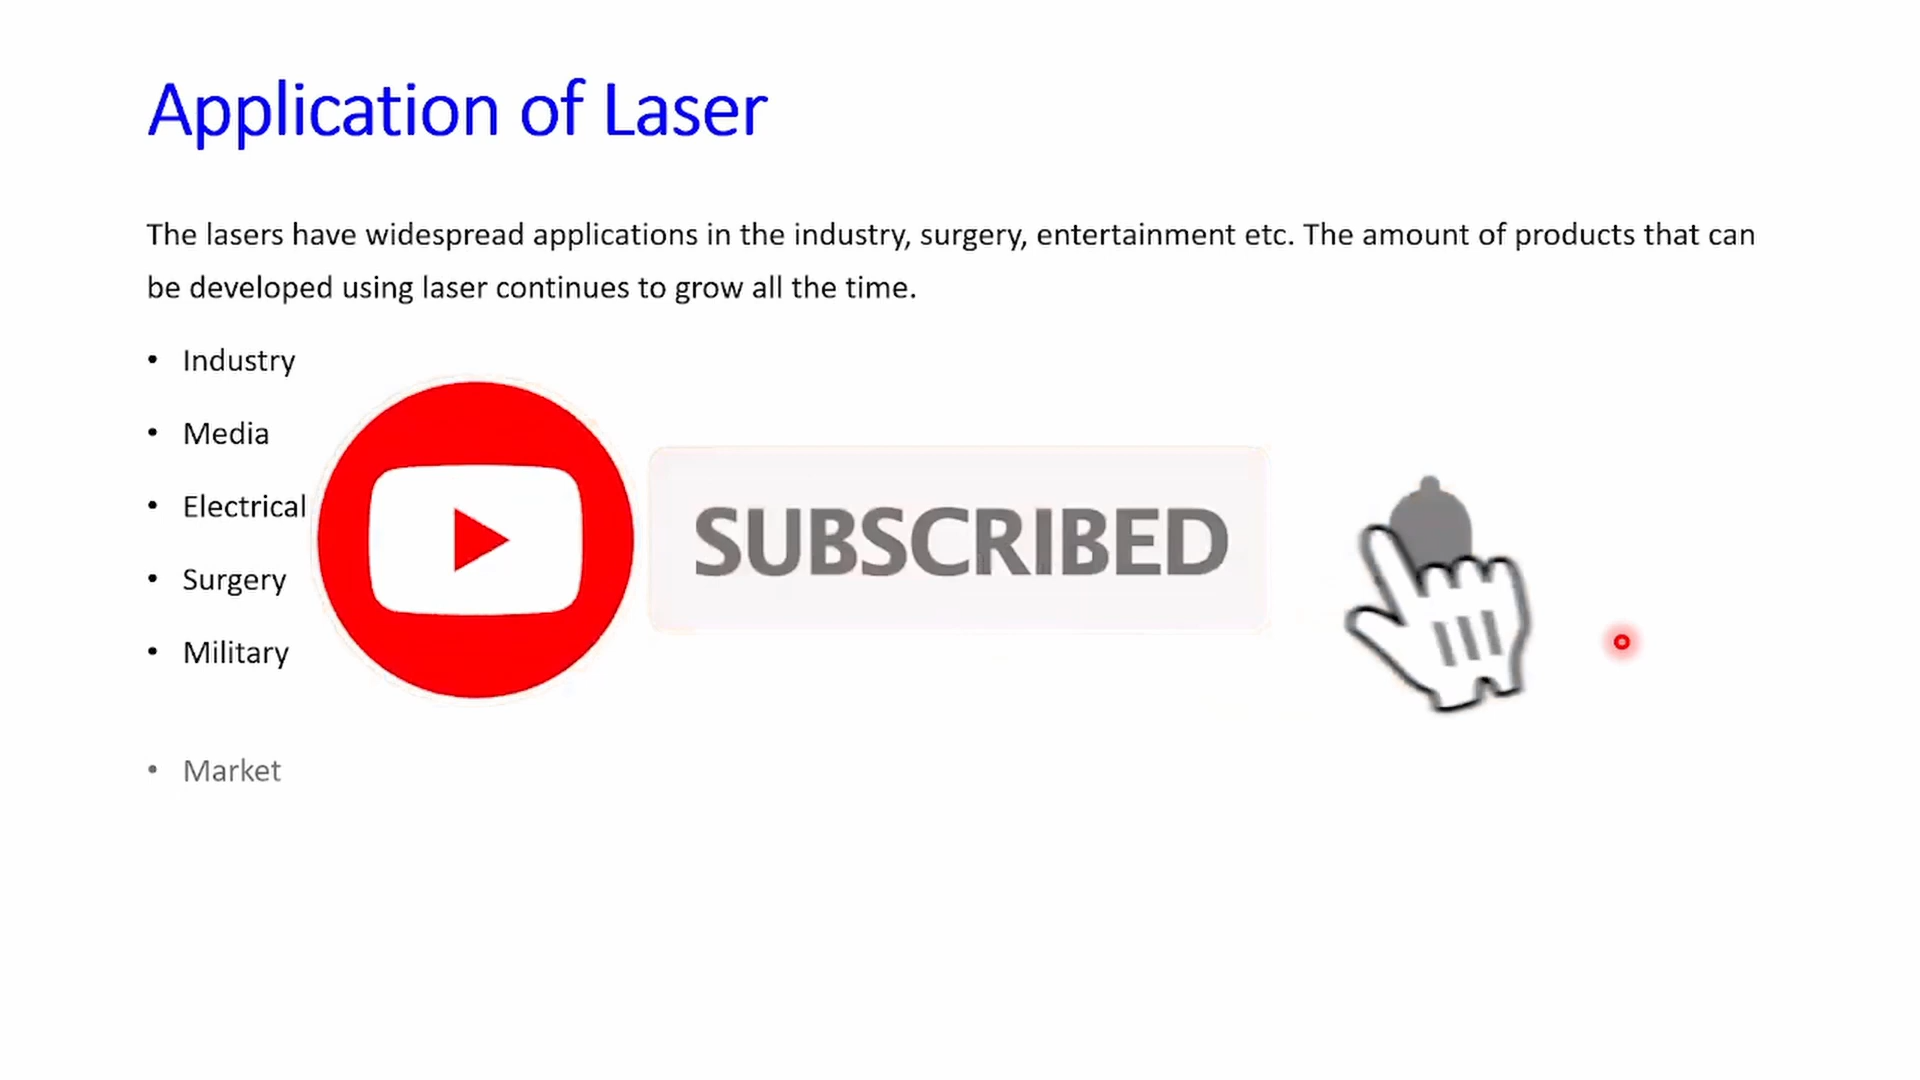 Application of Laser
The lasers have widespread applications in the industry, surgery, entertainment etc. The amount of products that can
be developed using laser continues to grow all the time.
• Industry
• Media
• Electrical
• Surgery
• Military
SUBSCRIBED
• Market